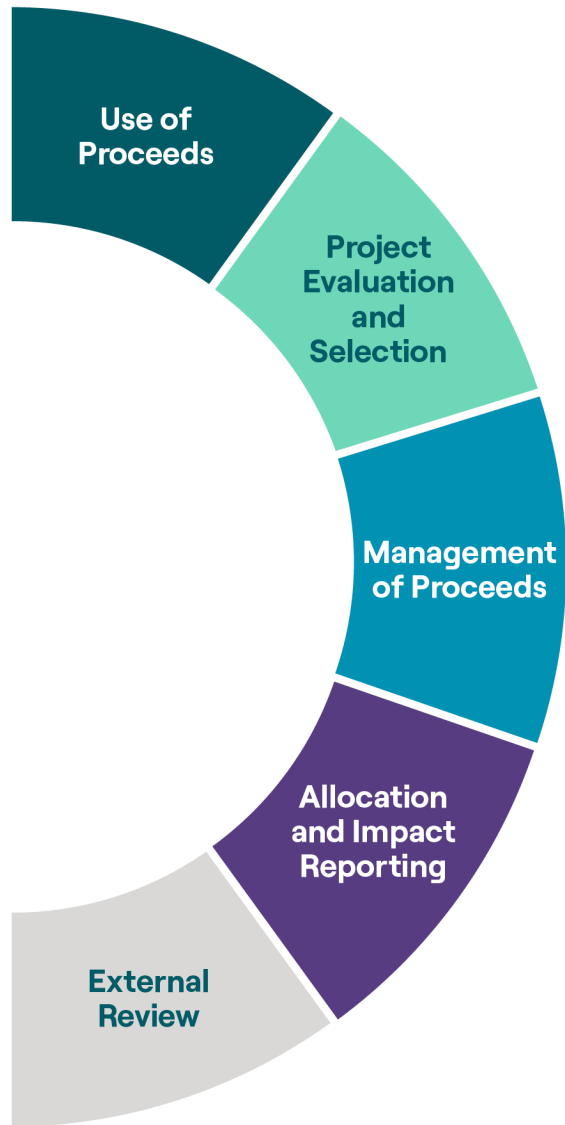 Use of
Proceeds
Project
Evaluation
and
Selection
Management
of Proceeds
Allocation
and Impact
Reporting
External
Review